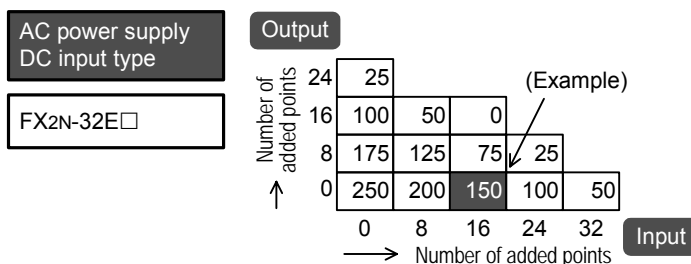 AC power supply
DC input type
FX2N-32E□
Output
Number of
added points
24 25
16 100 50 0
8 175 125 75 25
0 250 200 150 100 50
(Example)
0 8 16 24 32
Input
Number of added points